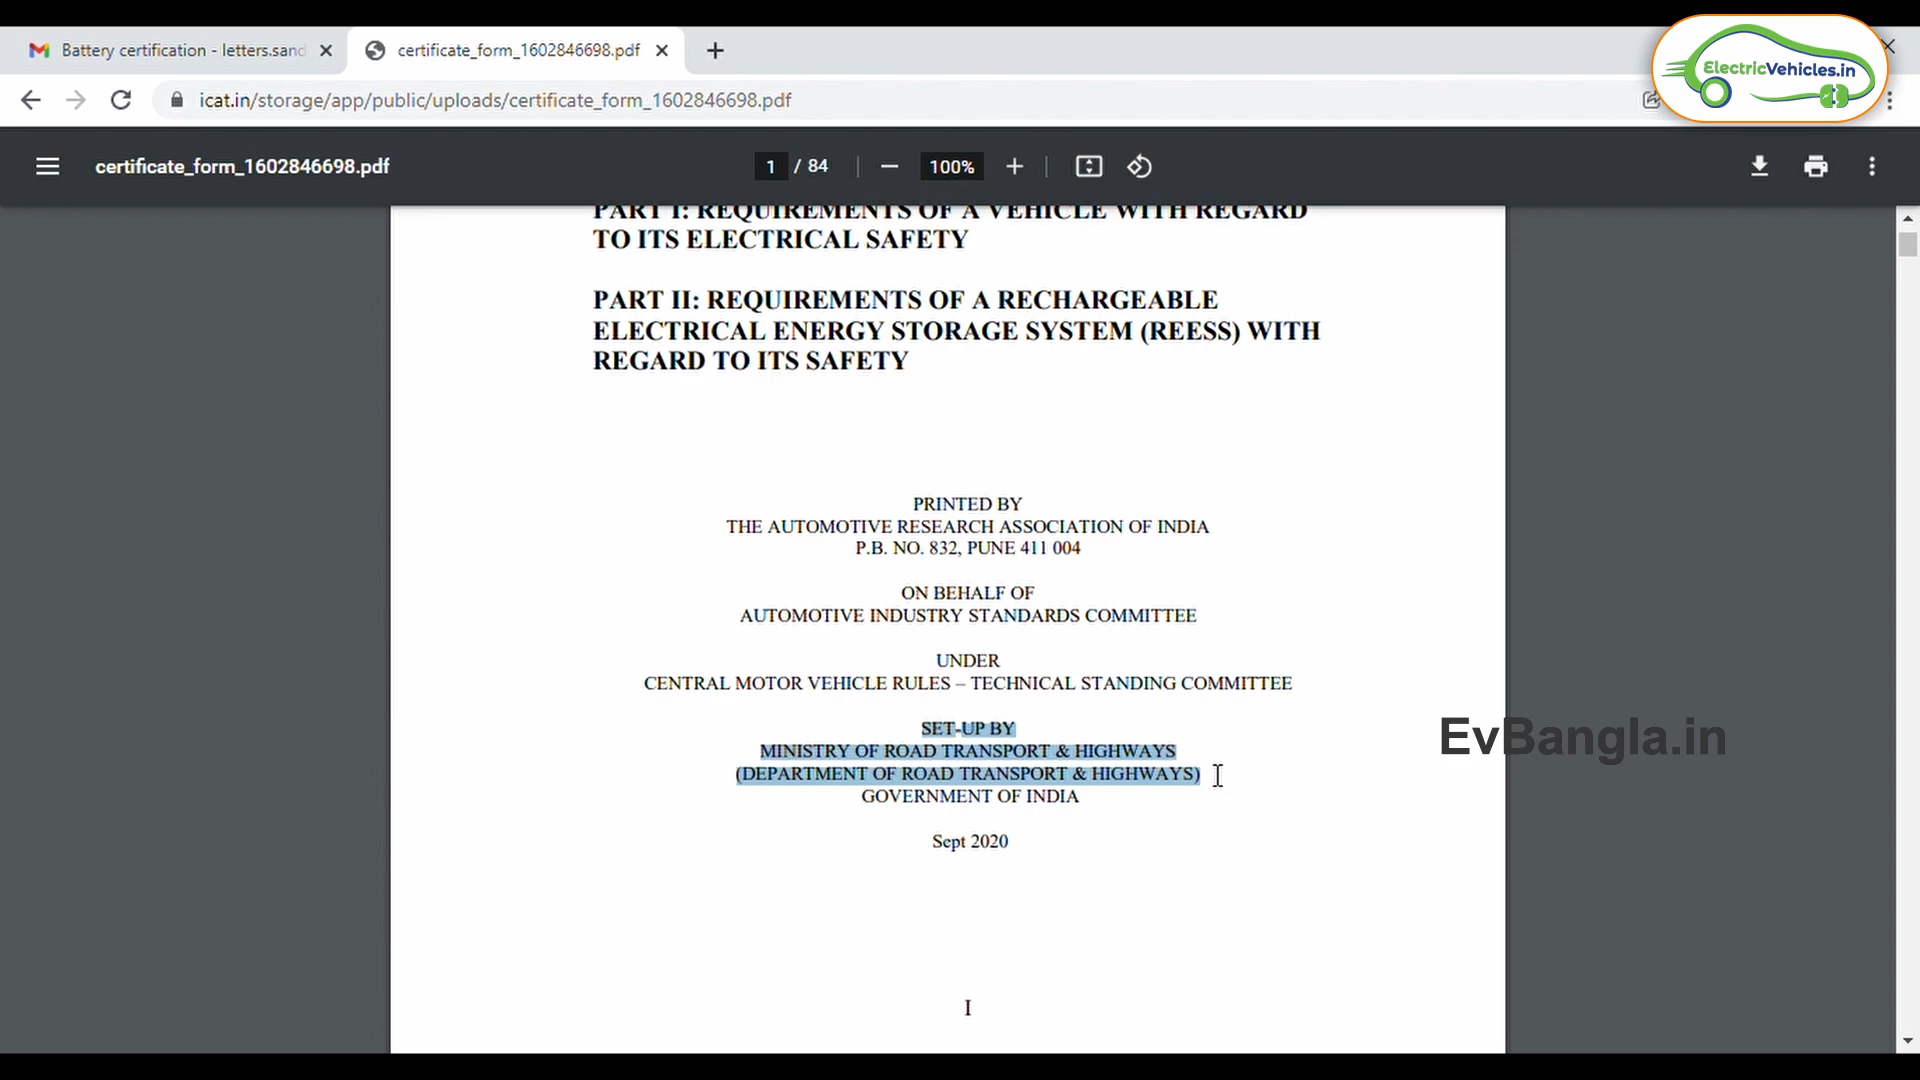 Battery certification - letters.sand
certificate_form_1602846698.pdf
ElectricVehicles.in
icat.in/storage/app/public/uploads/certificate_form_1602846698.pdf
certificate_form_1602846698.pdf
1 / 84
100%
PART I: REQUIREMENTS OF A VEHICLE WITH REGARD
TO ITS ELECTRICAL SAFETY
PART II: REQUIREMENTS OF A RECHARGEABLE
ELECTRICAL ENERGY STORAGE SYSTEM (REESS) WITH
REGARD TO ITS SAFETY
PRINTED BY
THE AUTOMOTIVE RESEARCH ASSOCIATION OF INDIA
P.B. NO. 832, PUNE 411 004
ON BEHALF OF
AUTOMOTIVE INDUSTRY STANDARDS COMMITTEE
UNDER
CENTRAL MOTOR VEHICLE RULES – TECHNICAL STANDING COMMITTEE
SET-UP BY
MINISTRY OF ROAD TRANSPORT & HIGHWAYS
(DEPARTMENT OF ROAD TRANSPORT & HIGHWAYS)
GOVERNMENT OF INDIA
EvBangla.in
Sept 2020
I